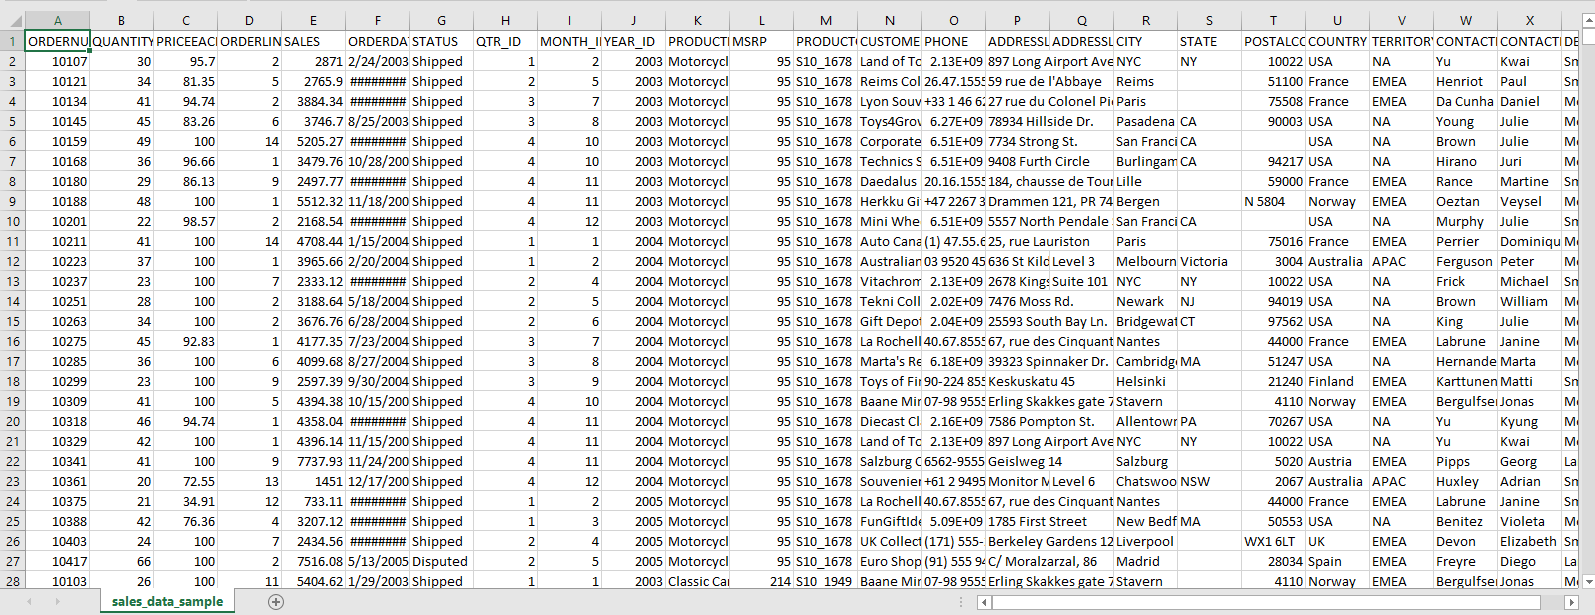 A B C D E F G H I J K L M N O P Q R S T U V W X
1 ORDERNU QUANTITY PRICEEACH ORDERLIN SALES ORDERDAT STATUS QTR_ID MONTH_I YEAR_ID PRODUCTI MSRP PRODUCT CUSTOME PHONE ADDRESSL ADDRESSL CITY STATE POSTALCO COUNTRY TERRITOR CONTACT CONTACT DE
2 10107 30 95.7 2 2871 2/24/2003 Shipped 1 2 2003 Motorcycl 95 S10_1678 Land of To 2.13E+09 897 Long Airport Ave NYC NY 10022 USA NA Yu Kwai Sm
3 10121 34 81.35 5 2765.9 ######## Shipped 2 5 2003 Motorcycl 95 S10_1678 Reims Col 26.47.1555 59 rue de l'Abbaye Reims 51100 France EMEA Henriot Paul Sm
4 10134 41 94.74 2 3884.34 ######## Shipped 3 7 2003 Motorcycl 95 S10_1678 Lyon Souv +33 1 46 62 27 rue du Colonel Pi Paris 75508 France EMEA Da Cunha Daniel Me
5 10145 45 83.26 6 3746.7 8/25/2003 Shipped 3 8 2003 Motorcycl 95 S10_1678 Toys4Grov 6.27E+09 78934 Hillside Dr. Pasadena CA 90003 USA NA Young Julie Me
6 10159 49 100 14 5205.27 ######## Shipped 4 10 2003 Motorcycl 95 S10_1678 Corporate 6.51E+09 7734 Strong St. San Franci CA USA NA Brown Julie Me
7 10168 36 96.66 1 3479.76 10/28/200 Shipped 4 10 2003 Motorcycl 95 S10_1678 Technics S 6.51E+09 9408 Furth Circle Burlingam CA 94217 USA NA Hirano Juri Me
8 10180 29 86.13 9 2497.77 ######## Shipped 4 11 2003 Motorcycl 95 S10_1678 Daedalus 20.16.1555 184, chausse de Tour Lille 59000 France EMEA Rance Martine Sm
9 10188 48 100 1 5512.32 11/18/200 Shipped 4 11 2003 Motorcycl 95 S10_1678 Herkku Gi +47 2267 3 Drammen 121, PR 74 Bergen N 5804 Norway EMEA Oeztan Veysel Me
10 10201 22 98.57 2 2168.54 ######## Shipped 4 12 2003 Motorcycl 95 S10_1678 Mini Whe 6.51E+09 5557 North Pendale San Franci CA USA NA Murphy Julie Sm
11 10211 41 100 14 4708.44 1/15/2004 Shipped 1 1 2004 Motorcycl 95 S10_1678 Auto Cana (1) 47.55.6 25, rue Lauriston Paris 75016 France EMEA Perrier Dominiqu Me
12 10223 37 100 1 3965.66 2/20/2004 Shipped 1 2 2004 Motorcycl 95 S10_1678 Australian 03 9520 45 636 St Kild Level 3 Melbourn Victoria 3004 Australia APAC Ferguson Peter Me
13 10237 23 100 7 2333.12 ######## Shipped 2 4 2004 Motorcycl 95 S10_1678 Vitachrom 2.13E+09 2678 Kings Suite 101 NYC NY 10022 USA NA Frick Michael Sm
14 10251 28 100 2 3188.64 5/18/2004 Shipped 2 5 2004 Motorcycl 95 S10_1678 Tekni Coll 2.02E+09 7476 Moss Rd. Newark NJ 94019 USA NA Brown William Me
15 10263 34 100 2 3676.76 6/28/2004 Shipped 2 6 2004 Motorcycl 95 S10_1678 Gift Depot 2.04E+09 25593 South Bay Ln. Bridgewat CT 97562 USA NA King Julie Me
16 10275 45 92.83 1 4177.35 7/23/2004 Shipped 3 7 2004 Motorcycl 95 S10_1678 La Rochell 40.67.8555 67, rue des Cinquant Nantes 44000 France EMEA Labrune Janine Me
17 10285 36 100 6 4099.68 8/27/2004 Shipped 3 8 2004 Motorcycl 95 S10_1678 Marta's Re 6.18E+09 39323 Spinnaker Dr. Cambridg MA 51247 USA NA Hernande Marta Me
18 10299 23 100 9 2597.39 9/30/2004 Shipped 3 9 2004 Motorcycl 95 S10_1678 Toys of Fin 90-224 855 Keskuskatu 45 Helsinki 21240 Finland EMEA Karttunen Matti Sm
19 10309 41 100 5 4394.38 10/15/200 Shipped 4 10 2004 Motorcycl 95 S10_1678 Baane Min 07-98 9555 Erling Skakkes gate 7 Stavern 4110 Norway EMEA Bergulfser Jonas Me
20 10318 46 94.74 1 4358.04 ######## Shipped 4 11 2004 Motorcycl 95 S10_1678 Diecast Cl 2.16E+09 7586 Pompton St. Allentown PA 70267 USA NA Yu Kyung Me
21 10329 42 100 1 4396.14 11/15/200 Shipped 4 11 2004 Motorcycl 95 S10_1678 Land of To 2.13E+09 897 Long Airport Ave NYC NY 10022 USA NA Yu Kwai Me
22 10341 41 100 9 7737.93 11/24/200 Shipped 4 11 2004 Motorcycl 95 S10_1678 Salzburg C 6562-9555 Geislweg 14 Salzburg 5020 Austria EMEA Pipps Georg La
23 10361 20 72.55 13 1451 12/17/200 Shipped 4 12 2004 Motorcycl 95 S10_1678 Souvenier +61 2 9495 Monitor M Level 6 Chatswoo NSW 2067 Australia APAC Huxley Adrian Sm
24 10375 21 34.91 12 733.11 ######## Shipped 1 2 2005 Motorcycl 95 S10_1678 La Rochell 40.67.8555 67, rue des Cinquant Nantes 44000 France EMEA Labrune Janine Sm
25 10388 42 76.36 4 3207.12 ######## Shipped 1 3 2005 Motorcycl 95 S10_1678 FunGiftIde 5.09E+09 1785 First Street New Bedf MA 50553 USA NA Benitez Violeta Me
26 10403 24 100 7 2434.56 ######## Shipped 2 4 2005 Motorcycl 95 S10_1678 UK Collect (171) 555- Berkeley Gardens 12 Liverpool WX1 6LT UK EMEA Devon Elizabeth Sm
27 10417 66 100 2 7516.08 5/13/2005 Disputed 2 5 2005 Motorcycl 95 S10_1678 Euro Shop (91) 555 94 C/ Moralzarzal, 86 Madrid 28034 Spain EMEA Freyre Diego La
28 10103 26 100 11 5404.62 1/29/2003 Shipped 1 1 2003 Classic Car 214 S10_1949 Baane Min 07-98 9555 Erling Skakkes gate 7 Stavern 4110 Norway EMEA Bergulfser Jonas Me
sales_data_sample